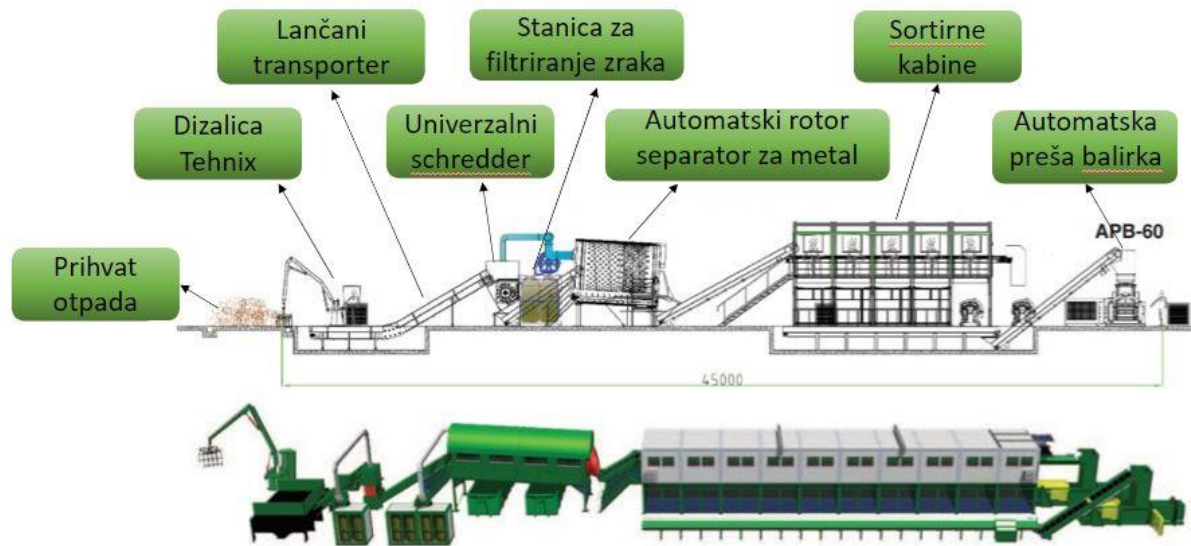 Lančani
transporter
Stanica za
filtriranje zraka
Sortirne
kabine
Dizalica
Tehnix
Univerzalni
schredder
Automatski rotor
separator za metal
Automatska
preša balirka
Prihvat
otpada
APB-60
45000